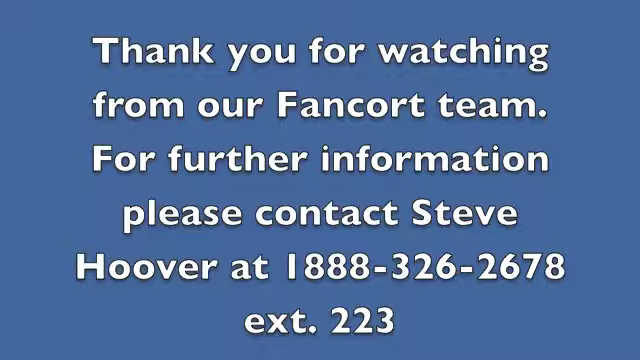 Thank you for watching
from our Fancort team.
For further information
please contact Steve
Hoover at 1888-326-2678
ext. 223